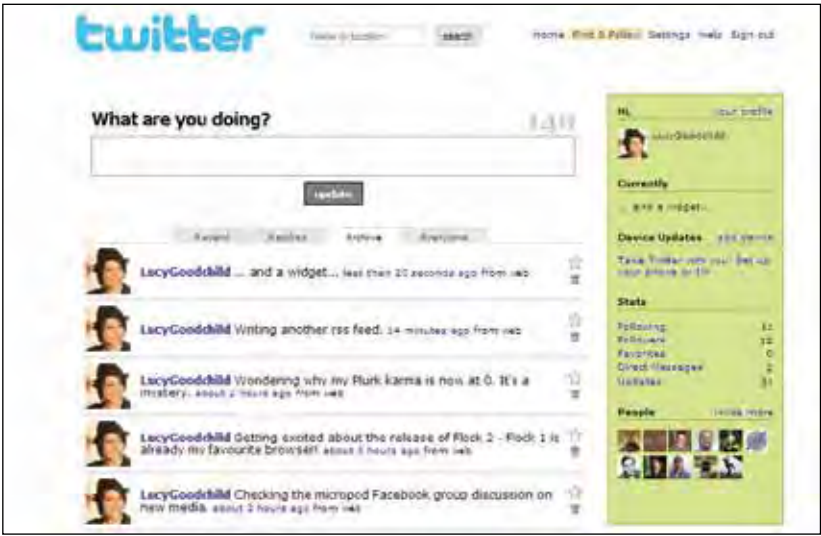 twitter
search
Home Find & Follow Settings Help Sign out
What are you doing?
140
update
Hi, your profile
LucyGoodchild
Currently
... and a widget...
Device Updates add device
Take Twitter with you! Set up
your phone or IM
Stats
Following
Followers
Favorites 0
Direct Messages 2
Updates
People invite more
Recent Replies Archive Everyone
LucyGoodchild ... and a widget... less than 20 seconds ago from web
LucyGoodchild Writing another rss feed. 14 minutes ago from web
LucyGoodchild Wondering why my Plurk karma is now at 0. It's a
mystery. about 2 hours ago from web
LucyGoodchild Getting excited about the release of Flock 2 - Flock 1 is
already my favourite browser! about hours ago from web
LucyGoodchild Checking the micropod Facebook group discussion on
new media. about hours ago from web